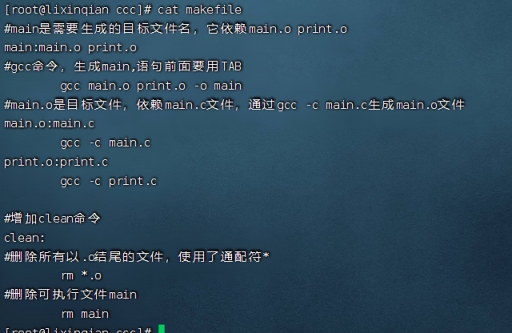 [root@lixinqian ccc]# cat makefile
#main是需要生成的目标文件名，它依赖main.o print.o
main:main.o print.o
#gcc命令，生成main,语句前面要用TAB
gcc main.o print.o -o main
#main.o是目标文件，依赖main.c文件，通过gcc -c main.c生成main.o文件
main.o:main.c
gcc -c main.c
print.o:print.c
gcc -c print.c
#增加clean命令
clean:
#删除所有以.o结尾的文件，使用了通配符*
rm *.o
#删除可执行文件main
rm main
[root@lixinqian ccc]#